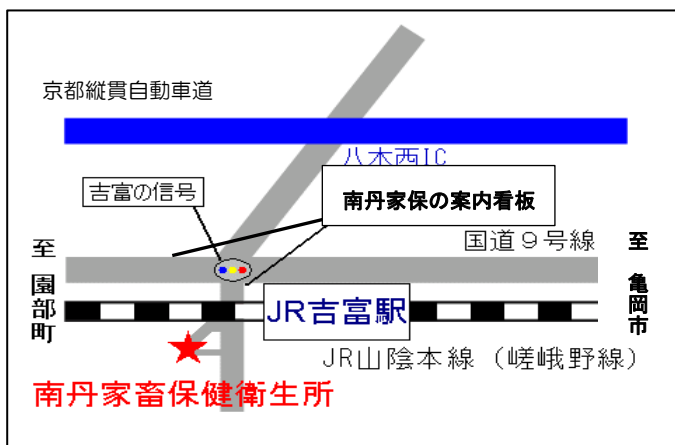 京都縦貫自動車道
八木西IC
吉富の信号
南丹家保の案内看板
国道９号線
至 園部町
至 亀岡市
JR吉富駅
JR山陰本線（嵯峨野線）
南丹家畜保健衛生所